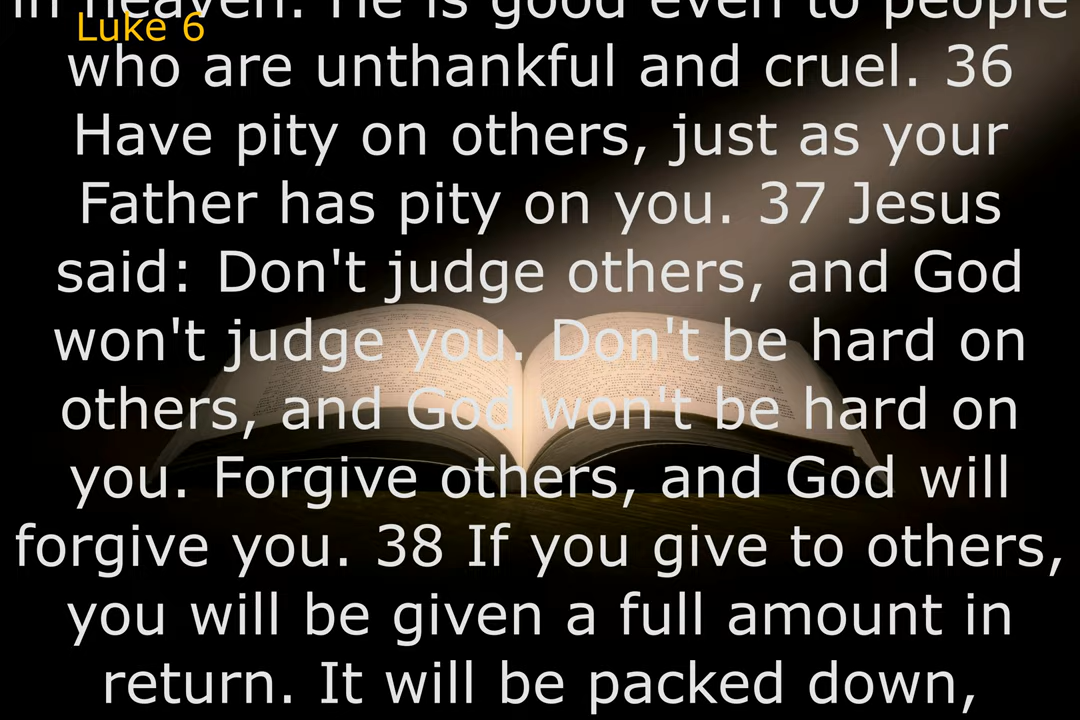 in heaven. He is good even to people
Luke 6
who are unthankful and cruel. 36
Have pity on others, just as your
Father has pity on you. 37 Jesus
said: Don't judge others, and God
won't judge you. Don't be hard on
others, and God won't be hard on
you. Forgive others, and God will
forgive you. 38 If you give to others,
you will be given a full amount in
return. It will be packed down,